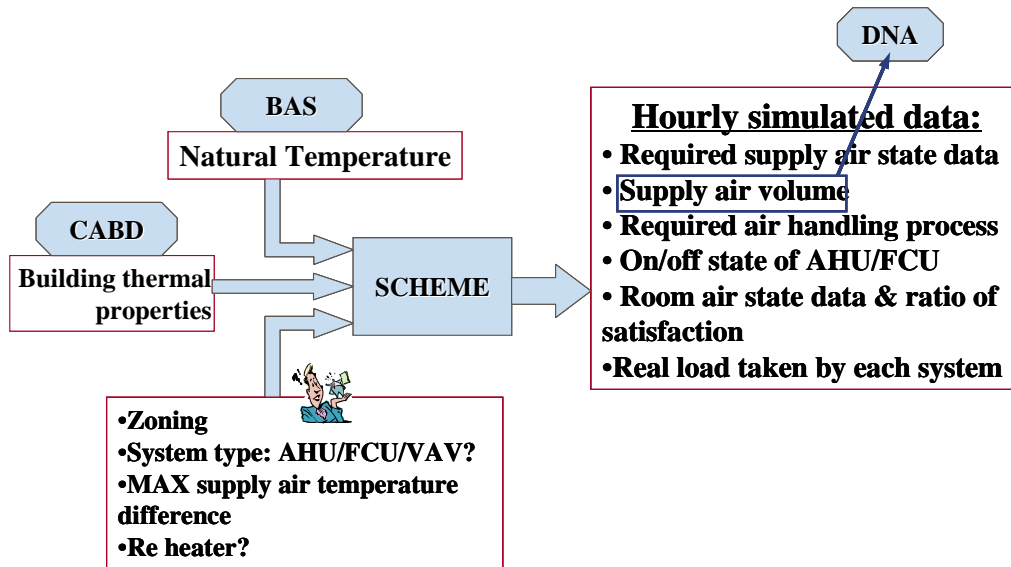 DNA
BAS
Natural Temperature
CABD
Building thermal
properties
SCHEME
Hourly simulated data:
• Required supply air state data
• Supply air volume
• Required air handling process
• On/off state of AHU/FCU
• Room air state data & ratio of
satisfaction
•Real load taken by each system
•Zoning
•System type: AHU/FCU/VAV?
•MAX supply air temperature
difference
•Re heater?